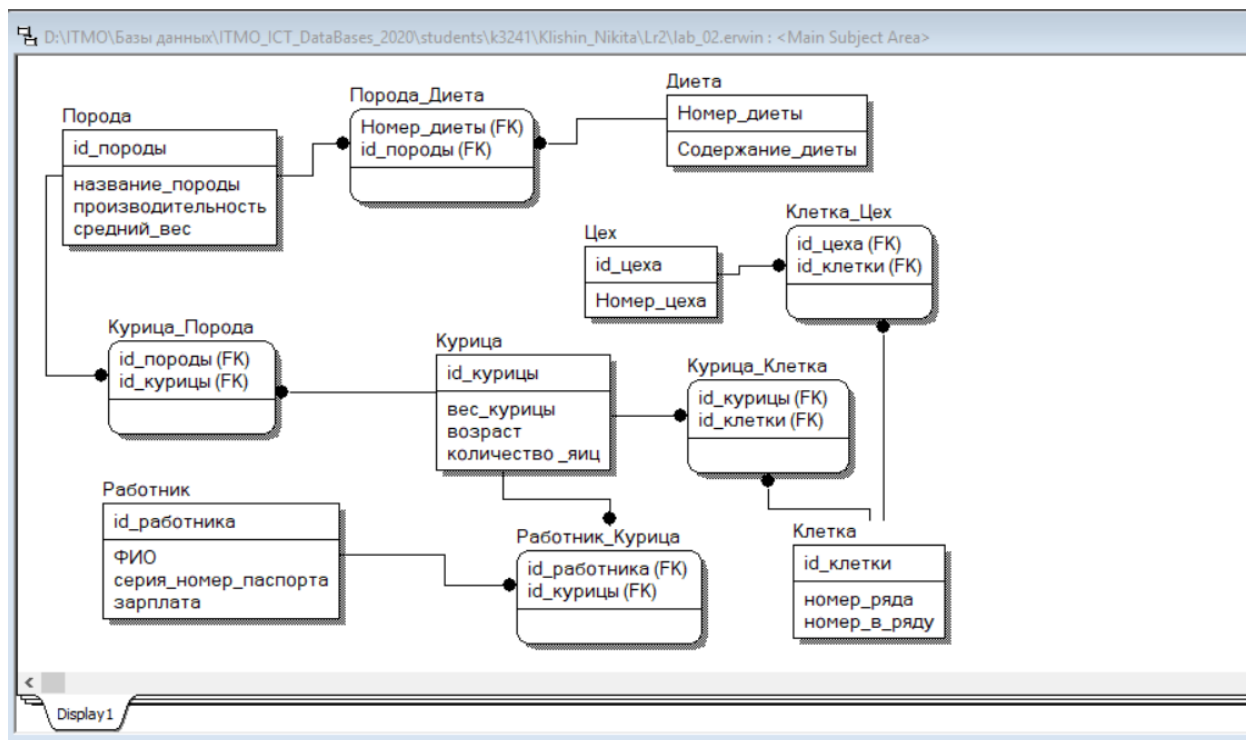 D:\ITMO\Базы данных\ITMO_ICT_DataBases_2020\students\k3241\Klishin_Nikita\Lr2\lab_02.erwin : <Main Subject Area>
Порода
id_породы
название_породы
производительность
средний_вес
Порода_Диета
Номер_диеты (FK)
id_породы (FK)
Диета
Номер_диеты
Содержание_диеты
Цех
id_цеха
Номер_цеха
Клетка_Цех
id_цеха (FK)
id_клетки (FK)
Курица_Порода
id_породы (FK)
id_курицы (FK)
Курица
id_курицы
вес_курицы
возраст
количество _яиц
Курица_Клетка
id_курицы (FK)
id_клетки (FK)
Работник
id_работника
ФИО
серия_номер_паспорта
зарплата
Работник_Курица
id_работника (FK)
id_курицы (FK)
Клетка
id_клетки
номер_ряда
номер_в_ряду
Display1